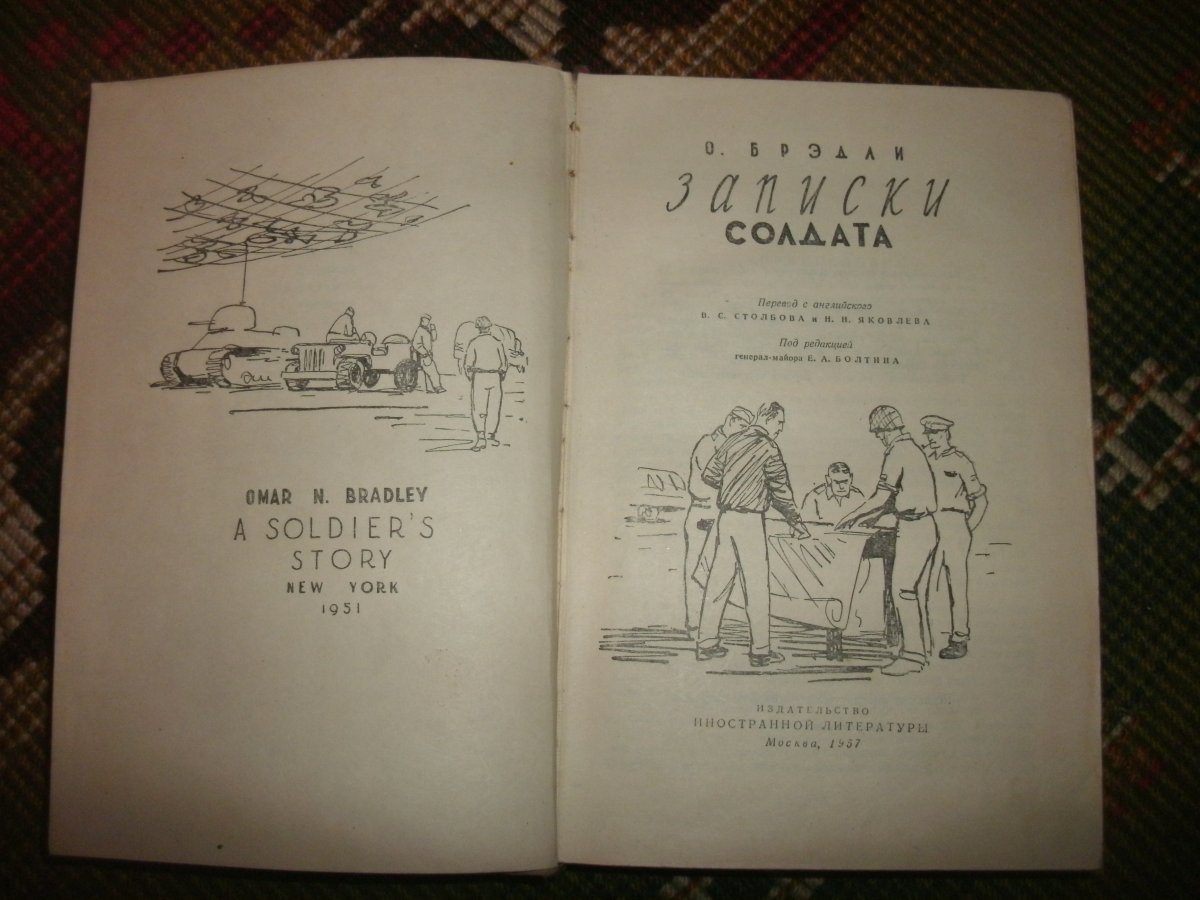 OMAR N. BRADLEY
A SOLDIER'S
STORY
NEW YORK
1951
О. БРЭДЛИ
ЗАПИСКИ
СОЛДАТА
Перевод с английского
В. С. СТОЛБОВА и Н. Н. ЯКОВЛЕВА
Под редакцией
генерал-майора Е. А. БОЛТИНА
ИЗДАТЕЛЬСТВО
ИНОСТРАННОЙ ЛИТЕРАТУРЫ
Москва, 1957